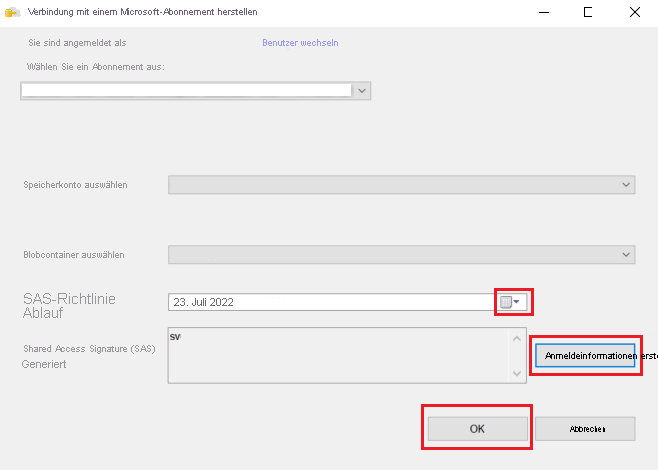 Verbindung mit einem Microsoft-Abonnement herstellen
Sie sind angemeldet als
Benutzer wechseln
Wählen Sie ein Abonnement aus:
Speicherkonto auswählen
Blobcontainer auswählen
SAS-Richtlinie
Ablauf
23. Juli 2022
Shared Access Signature (SAS)
Generiert
sv
Anmeldeinformationen erste
OK
Abbrechen